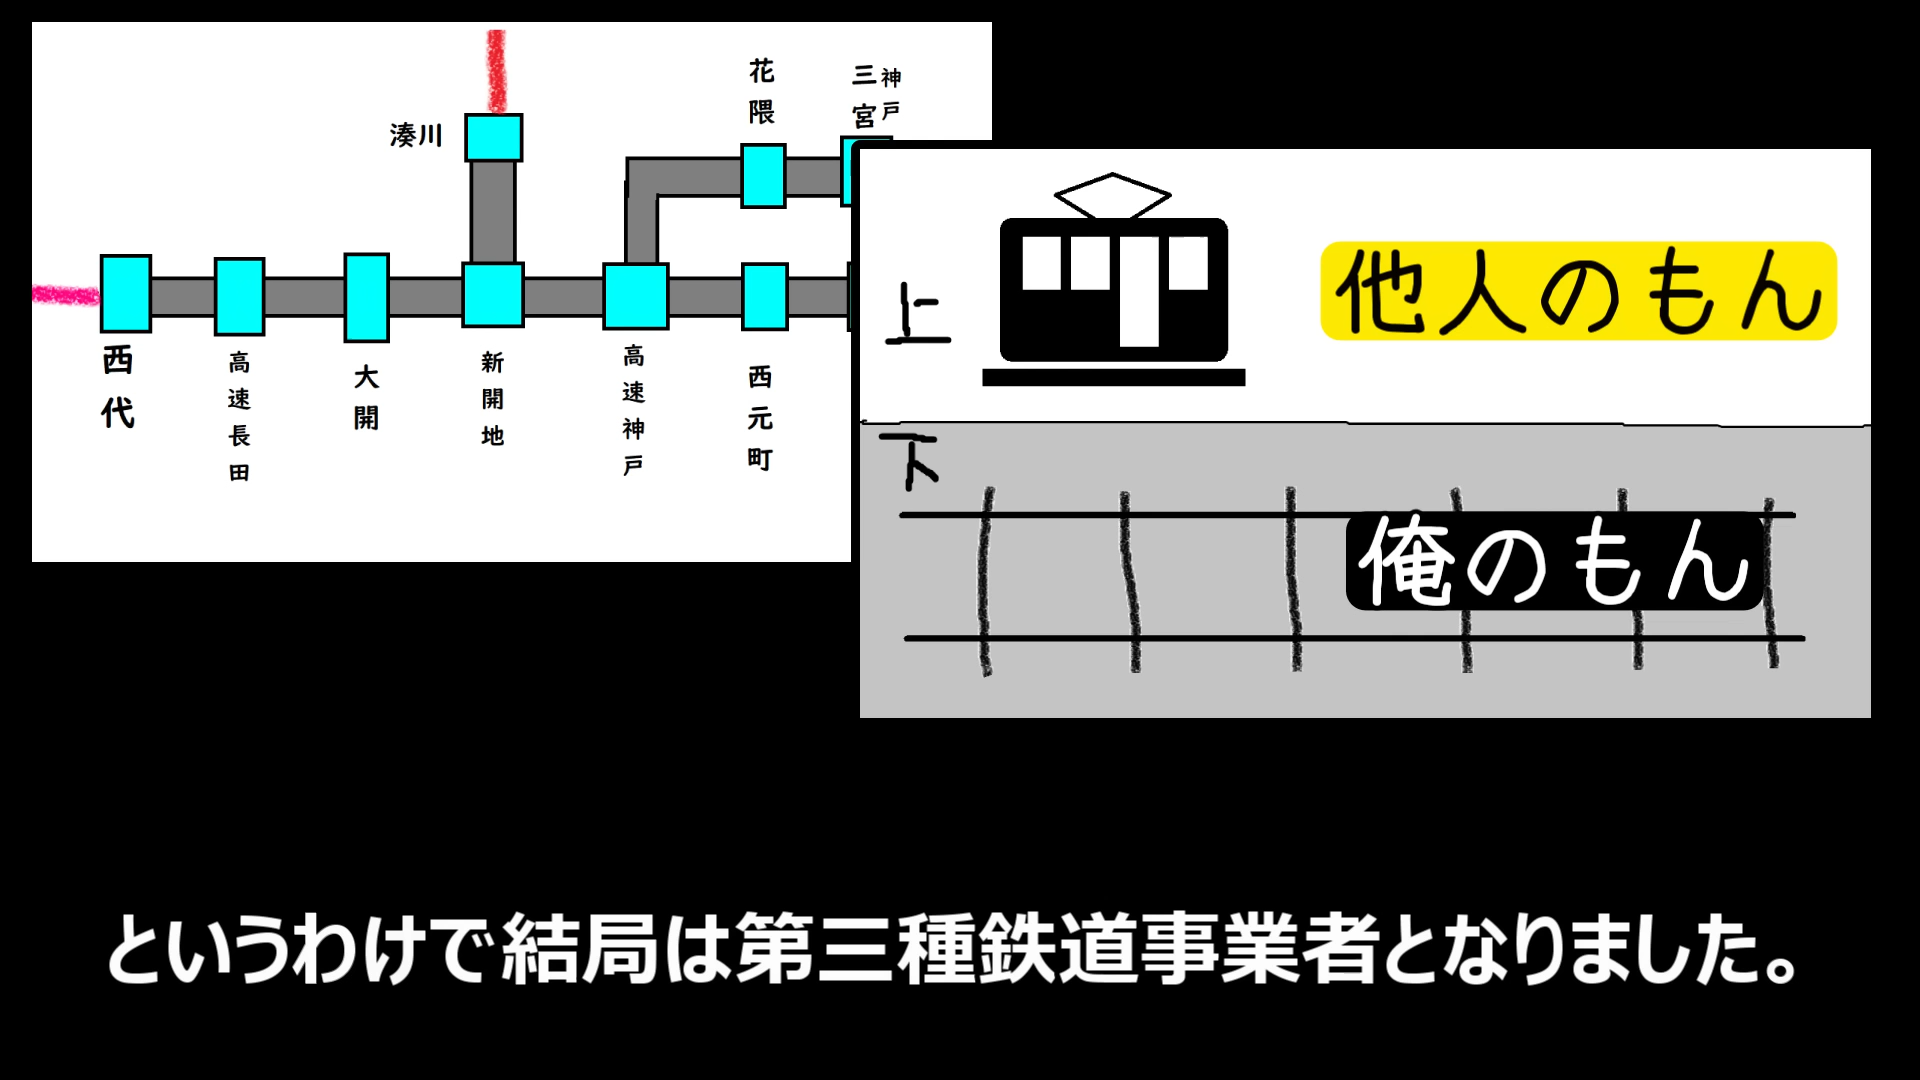 湊川
花隈
神戸三宮
西代
高速長田
大開
新開地
高速神戸
西元町
上
他人のもん
下
俺のもん
というわけで結局は第三種鉄道事業者となりました。